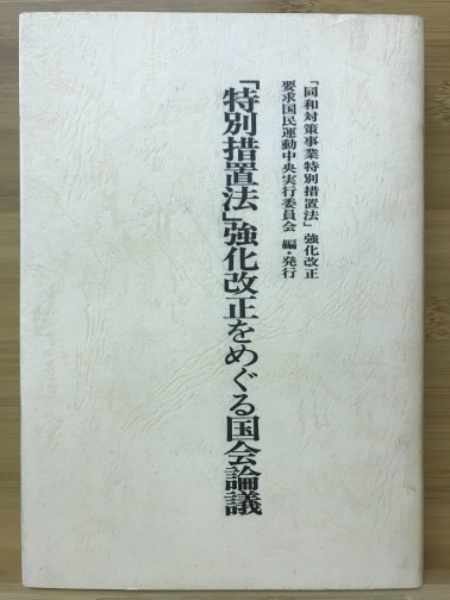 「同和対策事業特別措置法」強化改正
要求国民運動中央実行委員会 編・発行
「特別措置法」強化改正をめぐる国会論議